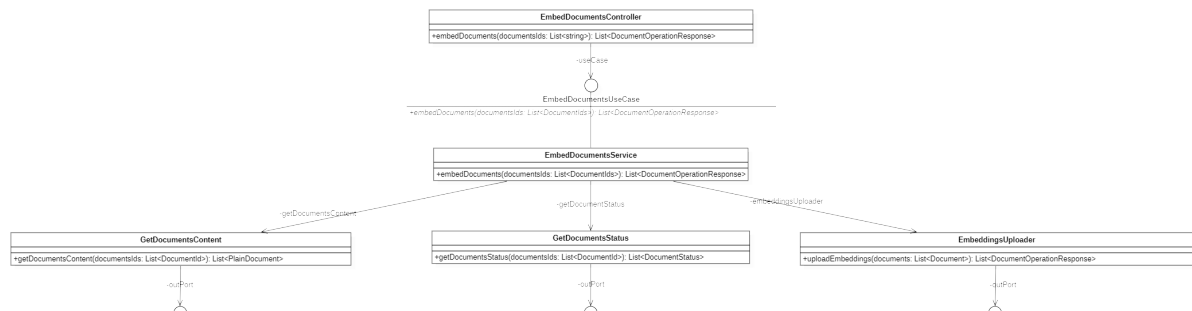 EmbedDocumentsController
+embedDocuments(documentsIds: List<string>): List<DocumentOperationResponse>
-useCase
EmbedDocumentsUseCase
+embedDocuments(documentsIds: List<DocumentIds>): List<DocumentOperationResponse>
EmbedDocumentsService
+embedDocuments(documentsIds: List<DocumentIds>): List<DocumentOperationResponse>
-getDocumentsContent
-getDocumentStatus
-embeddingsUploader
GetDocumentsContent
+getDocumentsContent(documentsIds: List<DocumentId>): List<PlainDocument>
GetDocumentsStatus
+getDocumentsStatus(documentsIds: List<DocumentId>): List<DocumentStatus>
EmbeddingsUploader
+uploadEmbeddings(documents: List<Document>): List<DocumentOperationResponse>
-outPort
-outPort
-outPort